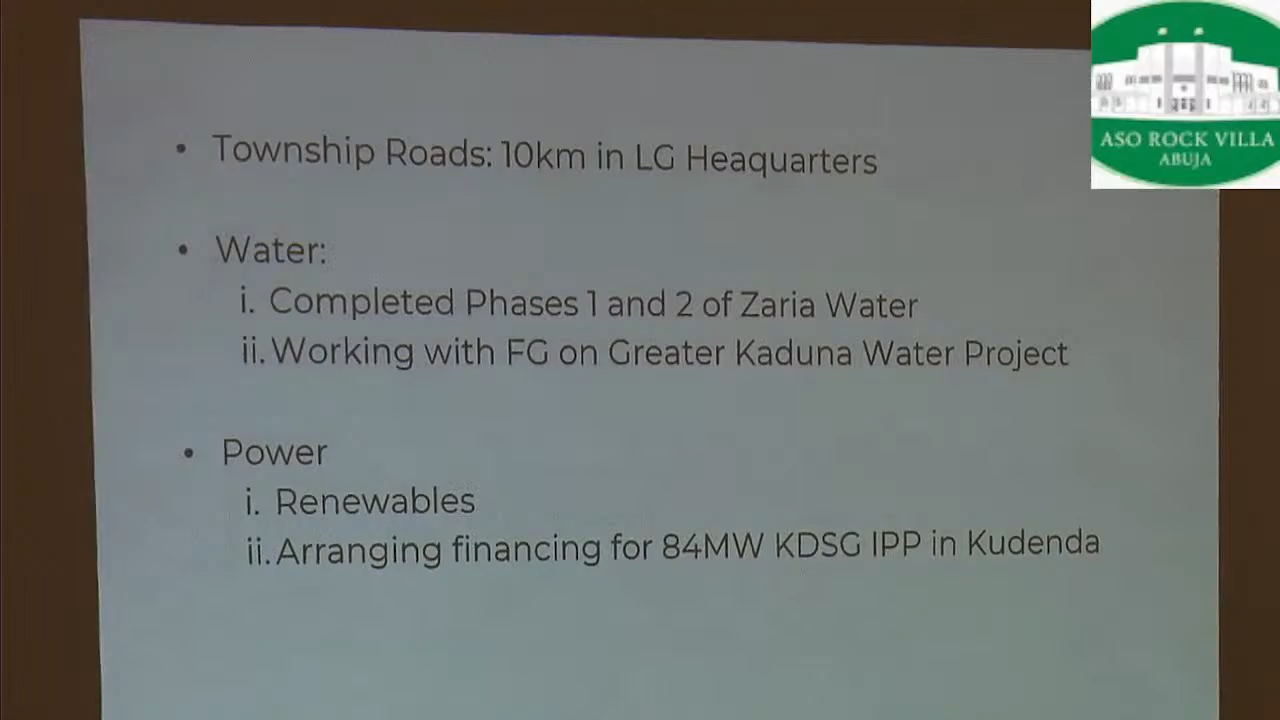 • Township Roads: 10km in LG Heaquarters
• Water:
i. Completed Phases 1 and 2 of Zaria Water
ii. Working with FG on Greater Kaduna Water Project
• Power
i. Renewables
ii. Arranging financing for 84MW KDSG IPP in Kudenda
ASO ROCK VILLA
ABUJA